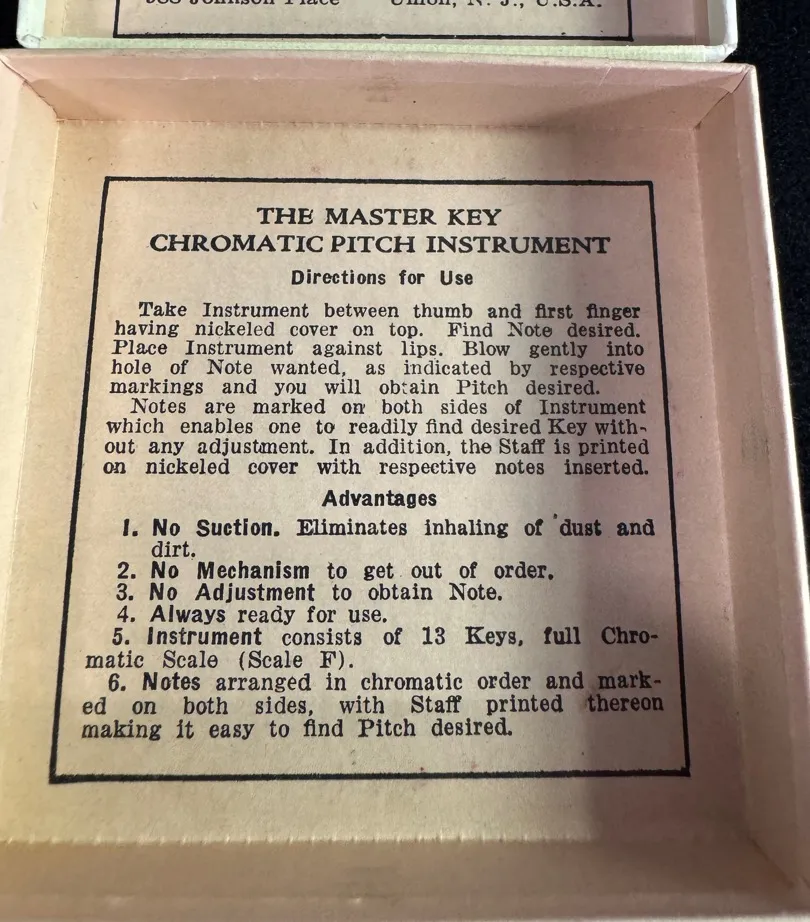 Johnson Place Union, N. J., U.S.A.
THE MASTER KEY
CHROMATIC PITCH INSTRUMENT
Directions for Use
Take Instrument between thumb and first finger
having nickeled cover on top. Find Note desired.
Place Instrument against lips. Blow gently into
hole of Note wanted, as indicated by respective
markings and you will obtain Pitch desired.
Notes are marked on both sides of Instrument
which enables one to readily find desired Key with-
out any adjustment. In addition, the Staff is printed
on nickeled cover with respective notes inserted.
Advantages
1. No Suction. Eliminates inhaling of dust and
dirt.
2. No Mechanism to get out of order.
3. No Adjustment to obtain Note.
4. Always ready for use.
5. Instrument consists of 13 Keys, full Chro-
matic Scale (Scale F).
6. Notes arranged in chromatic order and mark-
ed on both sides, with Staff printed thereon
making it easy to find Pitch desired.